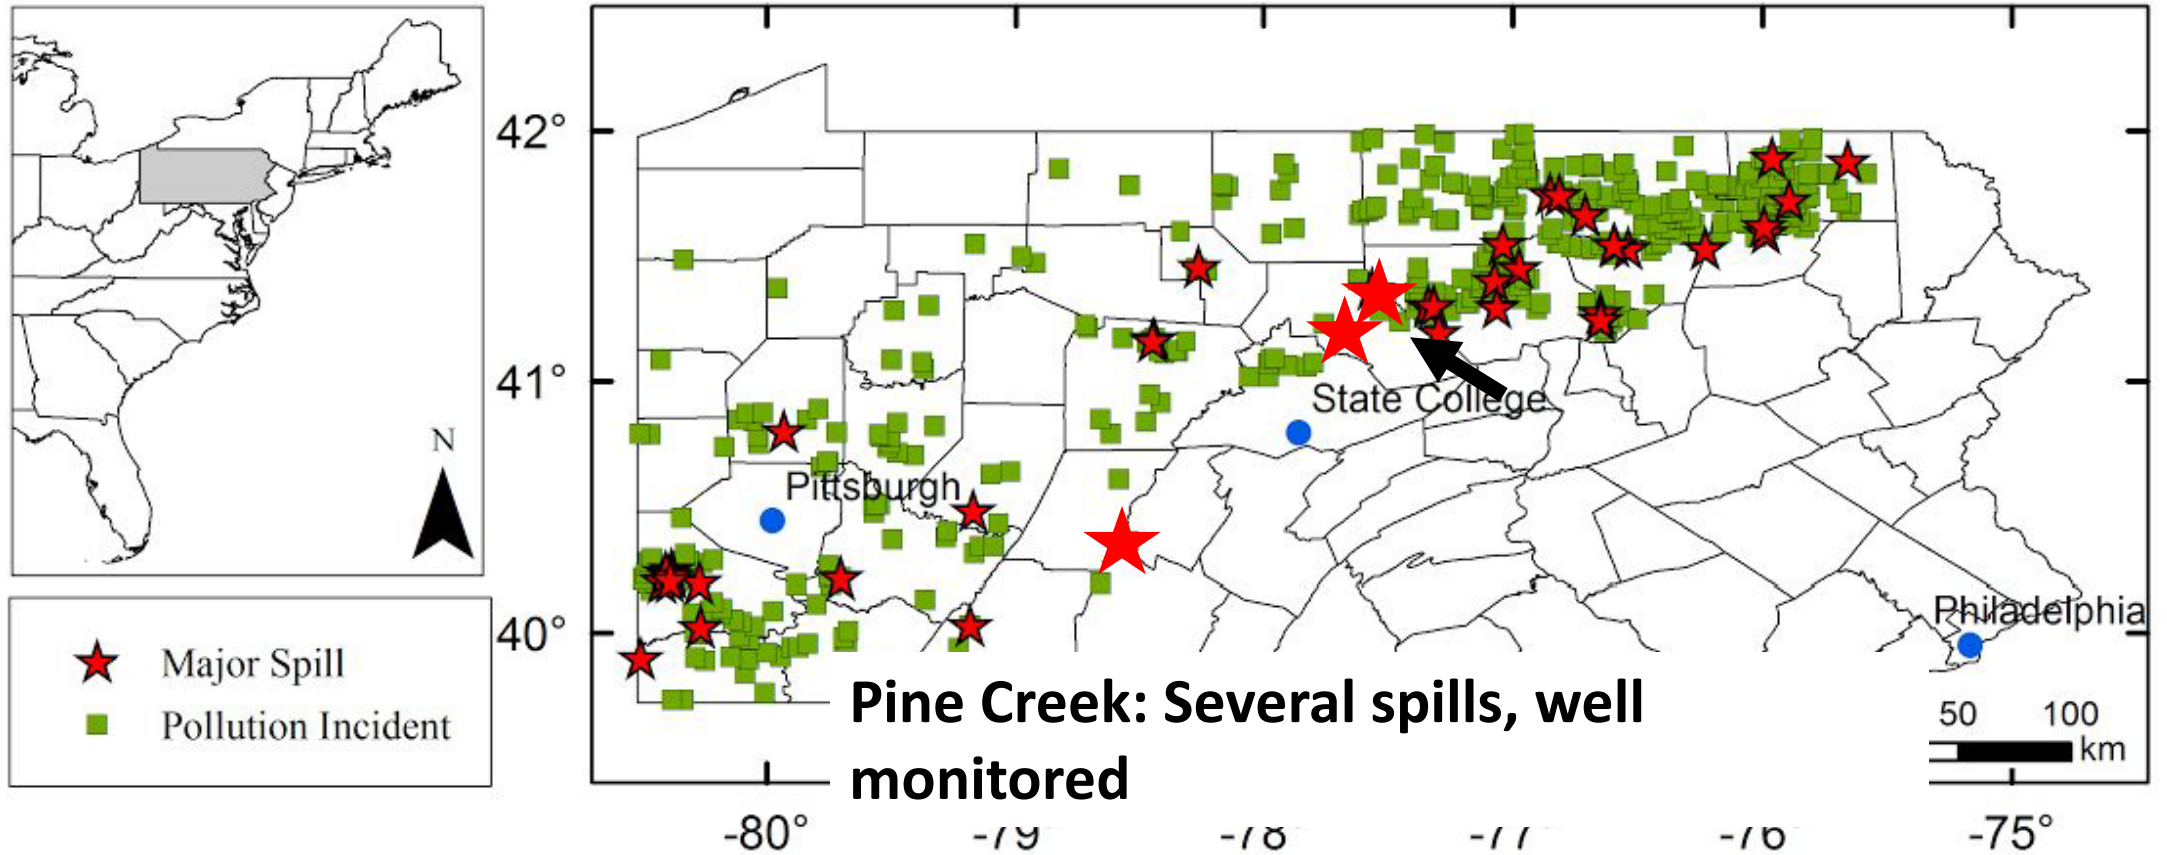 N
Major Spill
Pollution Incident
42°
41°
40°
State College
Pittsburgh
Philadelphia
Pine Creek: Several spills, well
monitored
50 100
km
-80° -79 -78 -77 -76 -75°